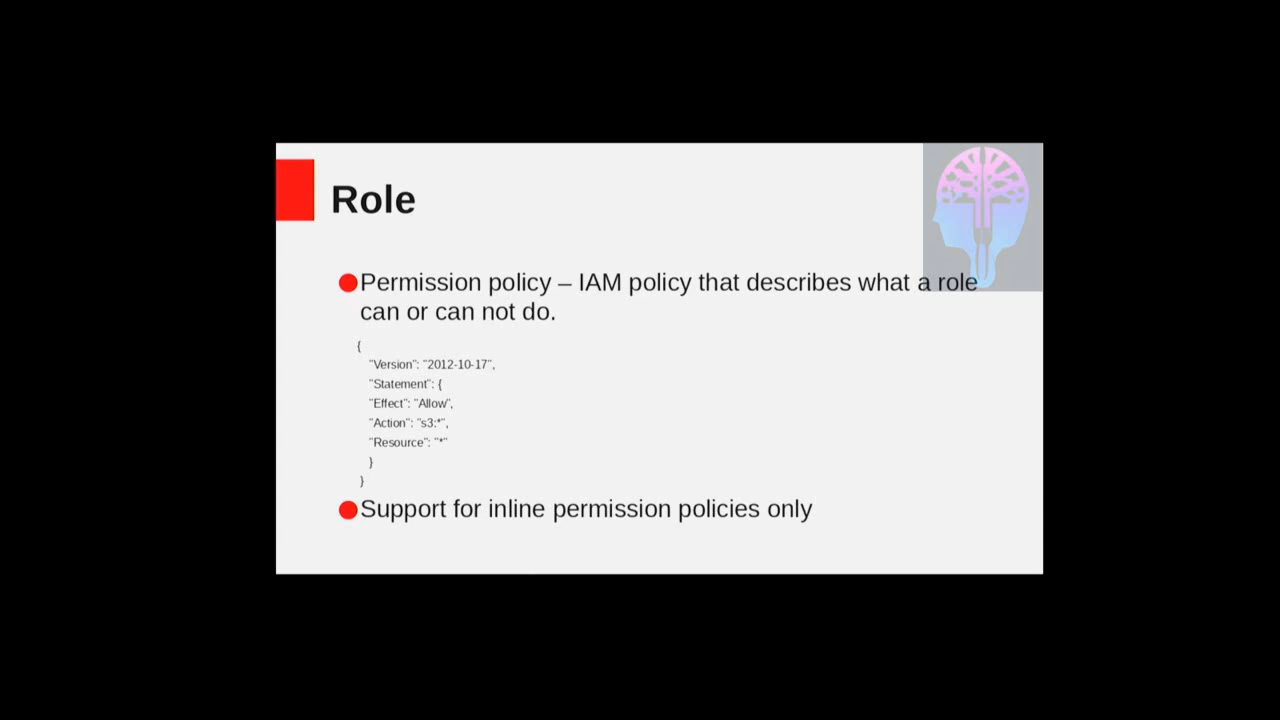 Role
●Permission policy – IAM policy that describes what a role
can or can not do.
{
"Version": "2012-10-17",
"Statement": {
"Effect": "Allow",
"Action": "s3:*",
"Resource": "*"
}
}
●Support for inline permission policies only